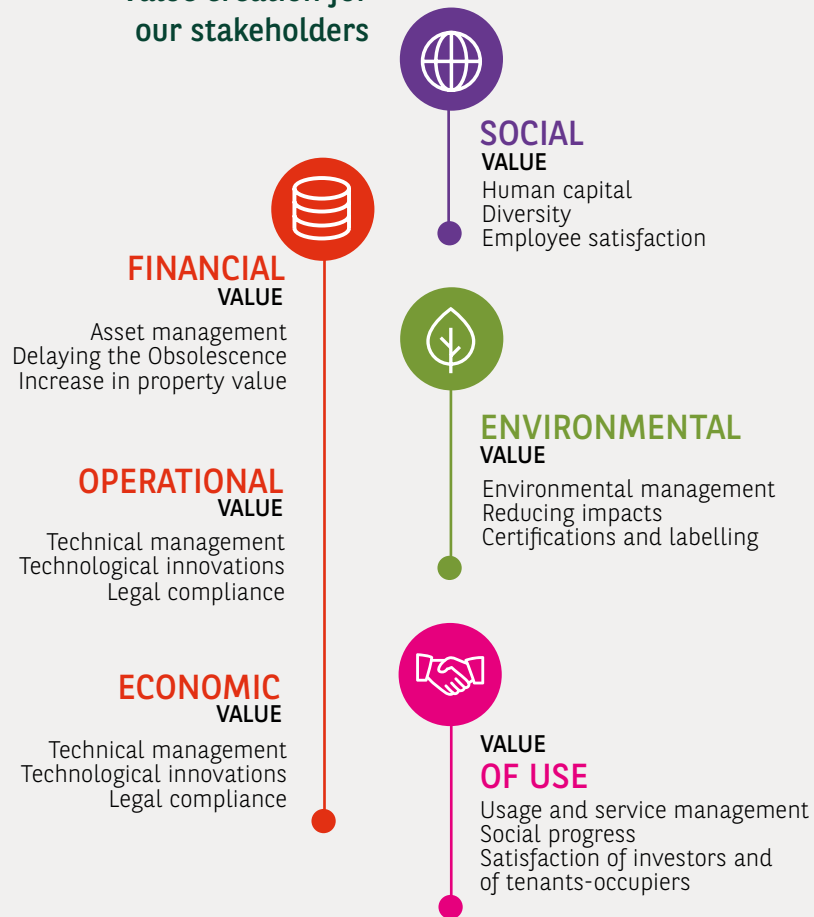 value creation for
our stakeholders
SOCIAL
VALUE
Human capital
Diversity
Employee satisfaction
FINANCIAL
VALUE
Asset management
Delaying the Obsolescence
Increase in property value
ENVIRONMENTAL
VALUE
Environmental management
Reducing impacts
Certifications and labelling
OPERATIONAL
VALUE
Technical management
Technological innovations
Legal compliance
ECONOMIC
VALUE
Technical management
Technological innovations
Legal compliance
VALUE
OF USE
Usage and service management
Social progress
Satisfaction of investors and
of tenants-occupiers